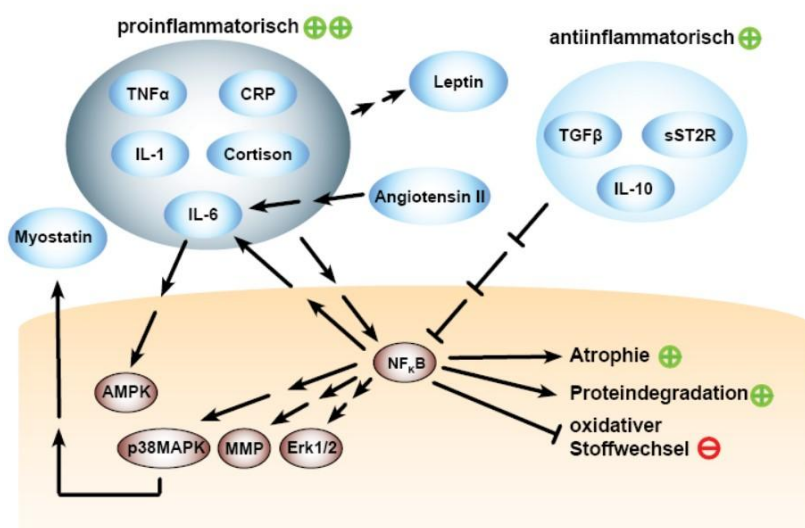 proinflammatorisch ++
antiinflammatorisch +
TNFα
CRP
Leptin
IL-1
Cortison
TGFβ
sST2R
IL-10
IL-6
Angiotensin II
Myostatin
NFκB
Atrophie +
AMPK
Proteindegradation +
p38MAPK
MMP
Erk1/2
oxidativer
Stoffwechsel −